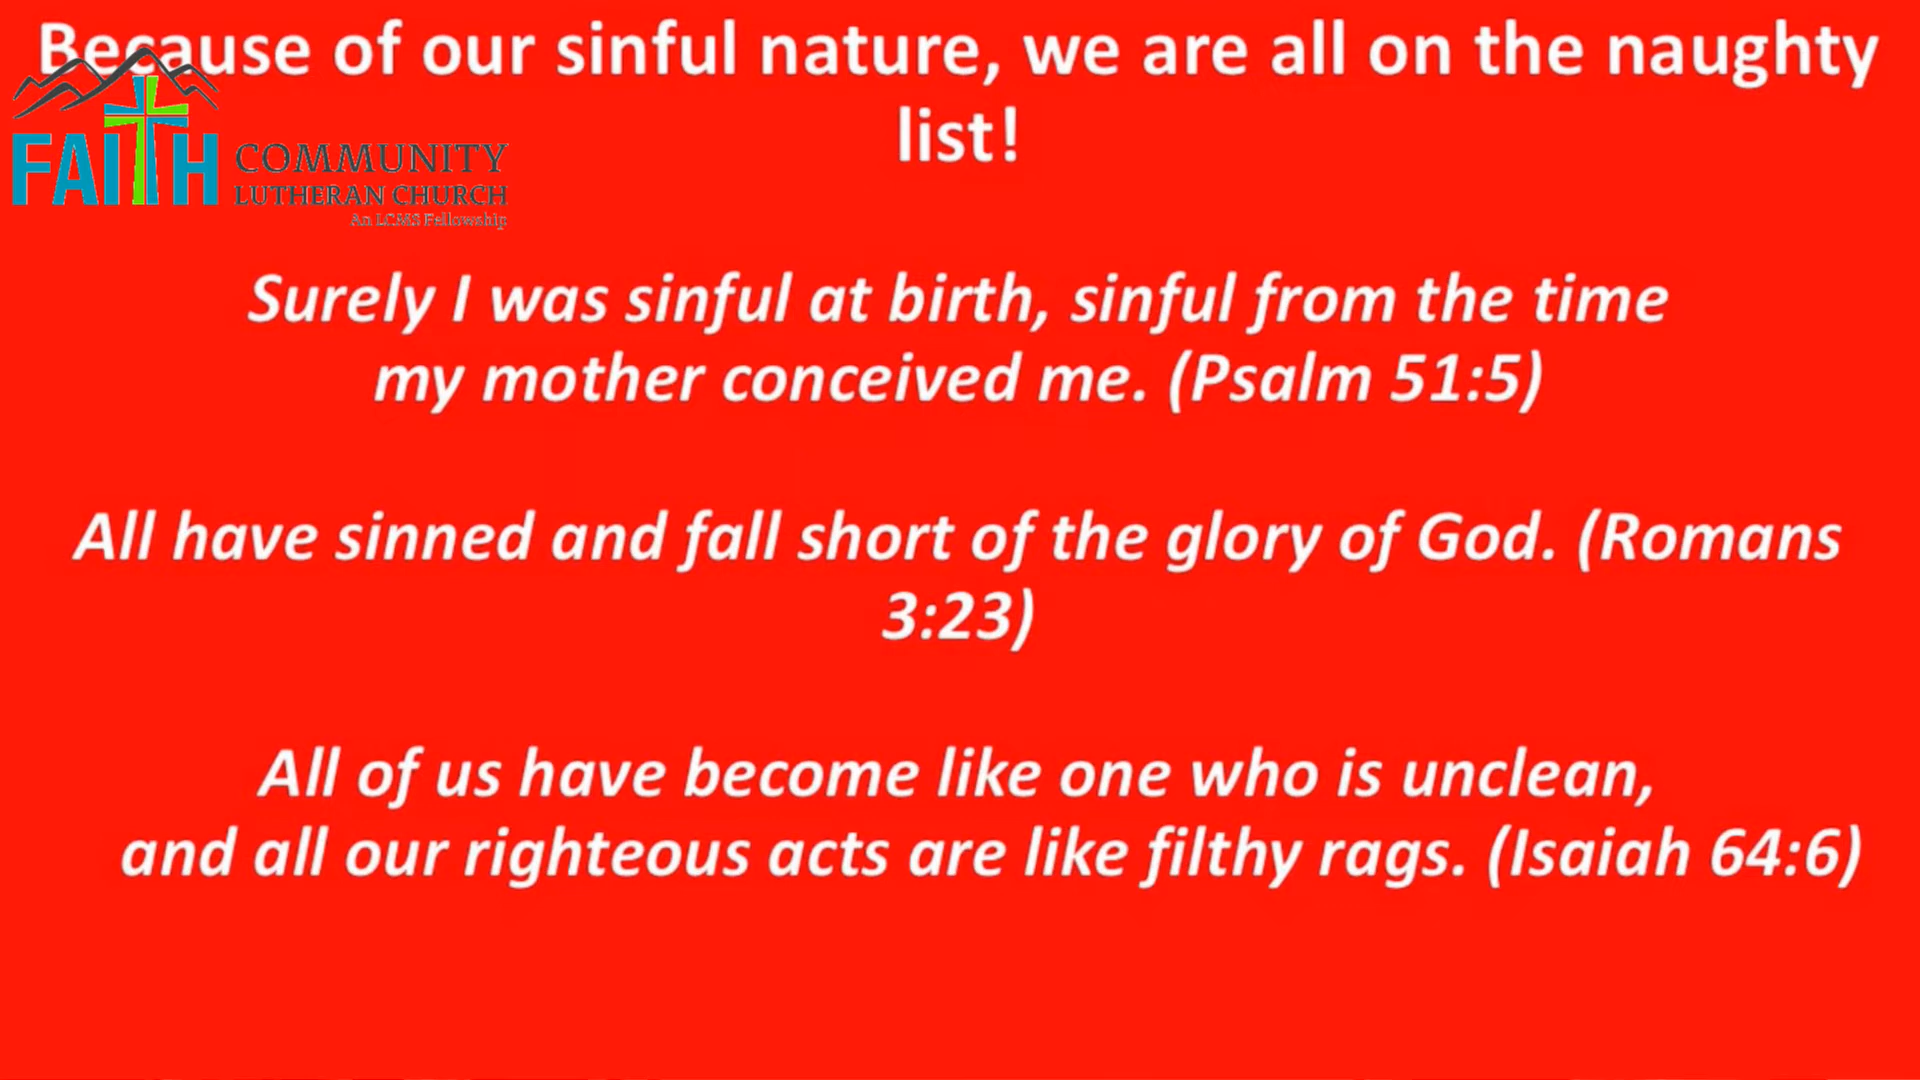 Because of our sinful nature, we are all on the naughty
list!
FAITH COMMUNITY
LUTHERAN CHURCH
An LCMS Fellowship
Surely I was sinful at birth, sinful from the time
my mother conceived me. (Psalm 51:5)
All have sinned and fall short of the glory of God. (Romans
3:23)
All of us have become like one who is unclean,
and all our righteous acts are like filthy rags. (Isaiah 64:6)